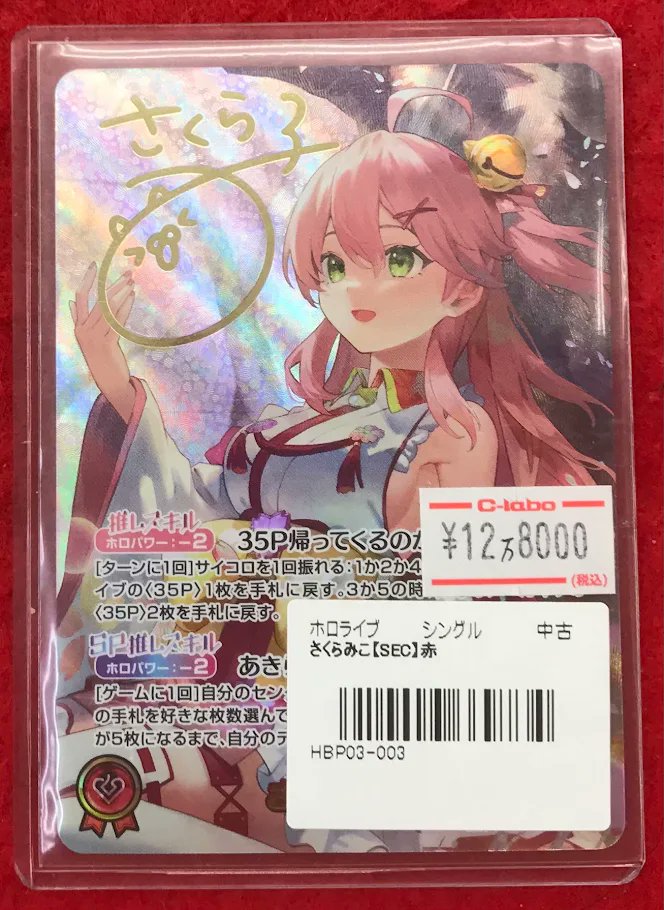 さくら子
推しスキル
ホロパワー：－2
35P帰ってくるのか
[ターンに1回]サイコロを1回振れる：1か2か4
イブの〈35P〉1枚を手札に戻す。3か5の時
〈35P〉2枚を手札に戻す。
SP推しスキル
ホロパワー：－2
あき
[ゲームに1回]自分のセン
の手札を好きな枚数選んで
が5枚になるまで、自分のデ
C-labo
¥12万8000
(税込)
ホロライブ シングル 中古
さくらみこ【SEC】赤
HBP03-003